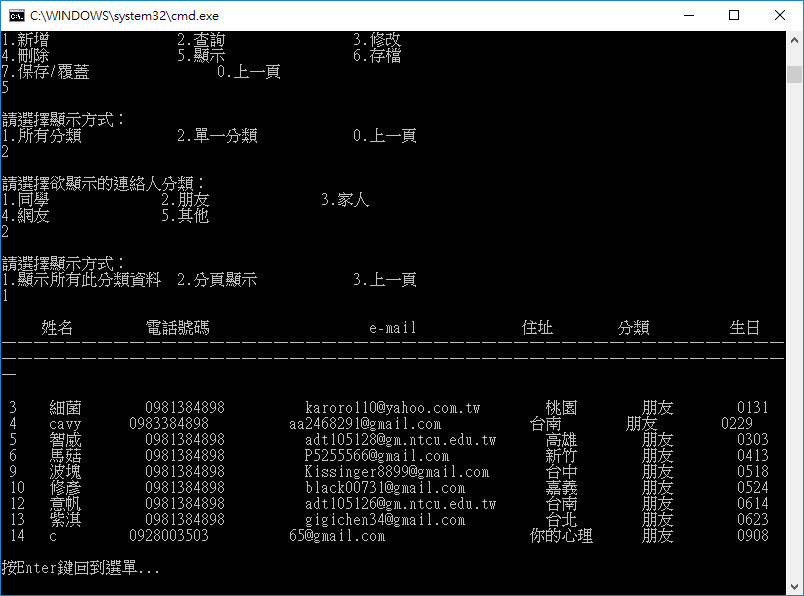 C:\WINDOWS\system32\cmd.exe
1.新增 2.查詢 3.修改
4.刪除 5.顯示 6.存檔
7.保存/覆蓋 0.上一頁
5
請選擇顯示方式：
1.所有分類 2.單一分類 0.上一頁
2
請選擇欲顯示的連絡人分類：
1.同學 2.朋友 3.家人
4.網友 5.其他
2
請選擇顯示方式：
1.顯示所有此分類資料 2.分頁顯示 3.上一頁
1
姓名 電話號碼 e-mail 住址 分類 生日
3 細菌 0981384898 karoro110@yahoo.com.tw 桃園 朋友 0131
4 cavy 0983384898 aa2468291@gmail.com 台南 朋友 0229
5 智威 0981384898 adt105128@gm.ntcu.edu.tw 高雄 朋友 0303
6 馬菇 0981384898 P5255566@gmail.com 新竹 朋友 0413
9 波塊 0981384898 Kissinger8899@gmail.com 台中 朋友 0518
10 修彥 0981384898 black00731@gmail.com 嘉義 朋友 0524
12 意帆 0981384898 adt105126@gm.ntcu.edu.tw 台南 朋友 0614
13 紫淇 0981384898 gigichen34@gmail.com 台北 朋友 0623
14 c 0928003503 65@gmail.com 你的心理 朋友 0908
按Enter鍵回到選單...